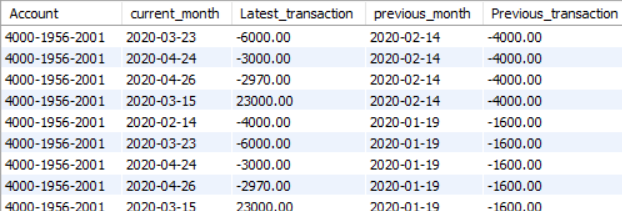 Account current_month Latest_transaction previous_month Previous_transaction
4000-1956-2001 2020-03-23 -6000.00 2020-02-14 -4000.00
4000-1956-2001 2020-04-24 -3000.00 2020-02-14 -4000.00
4000-1956-2001 2020-04-26 -2970.00 2020-02-14 -4000.00
4000-1956-2001 2020-03-15 23000.00 2020-02-14 -4000.00
4000-1956-2001 2020-02-14 -4000.00 2020-01-19 -1600.00
4000-1956-2001 2020-03-23 -6000.00 2020-01-19 -1600.00
4000-1956-2001 2020-04-24 -3000.00 2020-01-19 -1600.00
4000-1956-2001 2020-04-26 -2970.00 2020-01-19 -1600.00
4000-1956-2001 2020-03-15 23000.00 2020-01-19 -1600.00